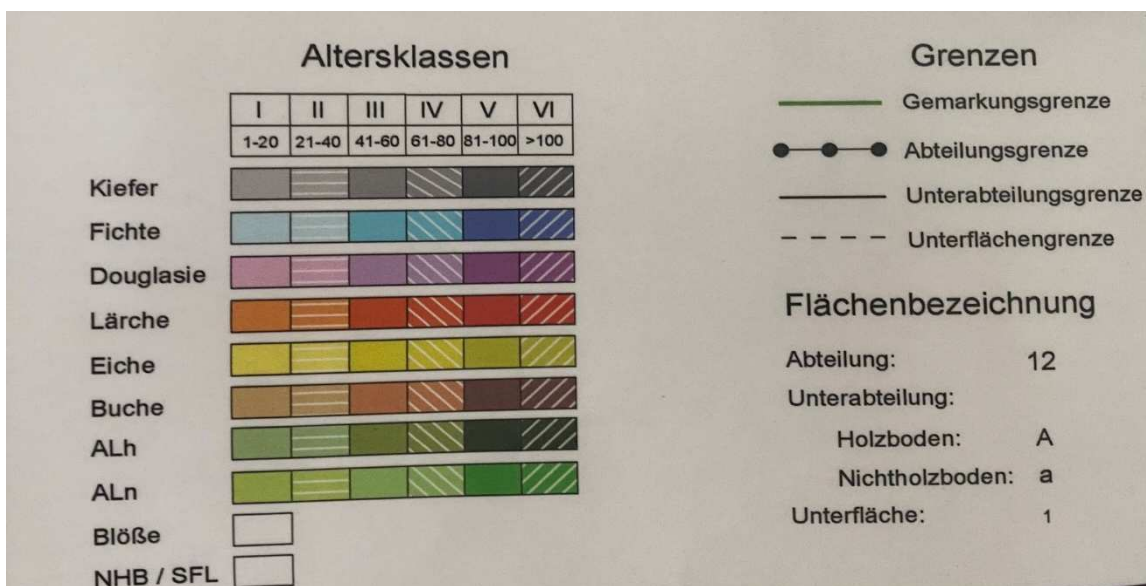 Altersklassen
I II III IV V VI
1-20 21-40 41-60 61-80 81-100 >100
Kiefer
Fichte
Douglasie
Lärche
Eiche
Buche
ALh
ALn
Blöße
NHB / SFL
Grenzen
Gemarkungsgrenze
Abteilungsgrenze
Unterabteilungsgrenze
Unterflächengrenze
Flächenbezeichnung
Abteilung: 12
Unterabteilung:
Holzboden: A
Nichtholzboden: a
Unterfläche: 1